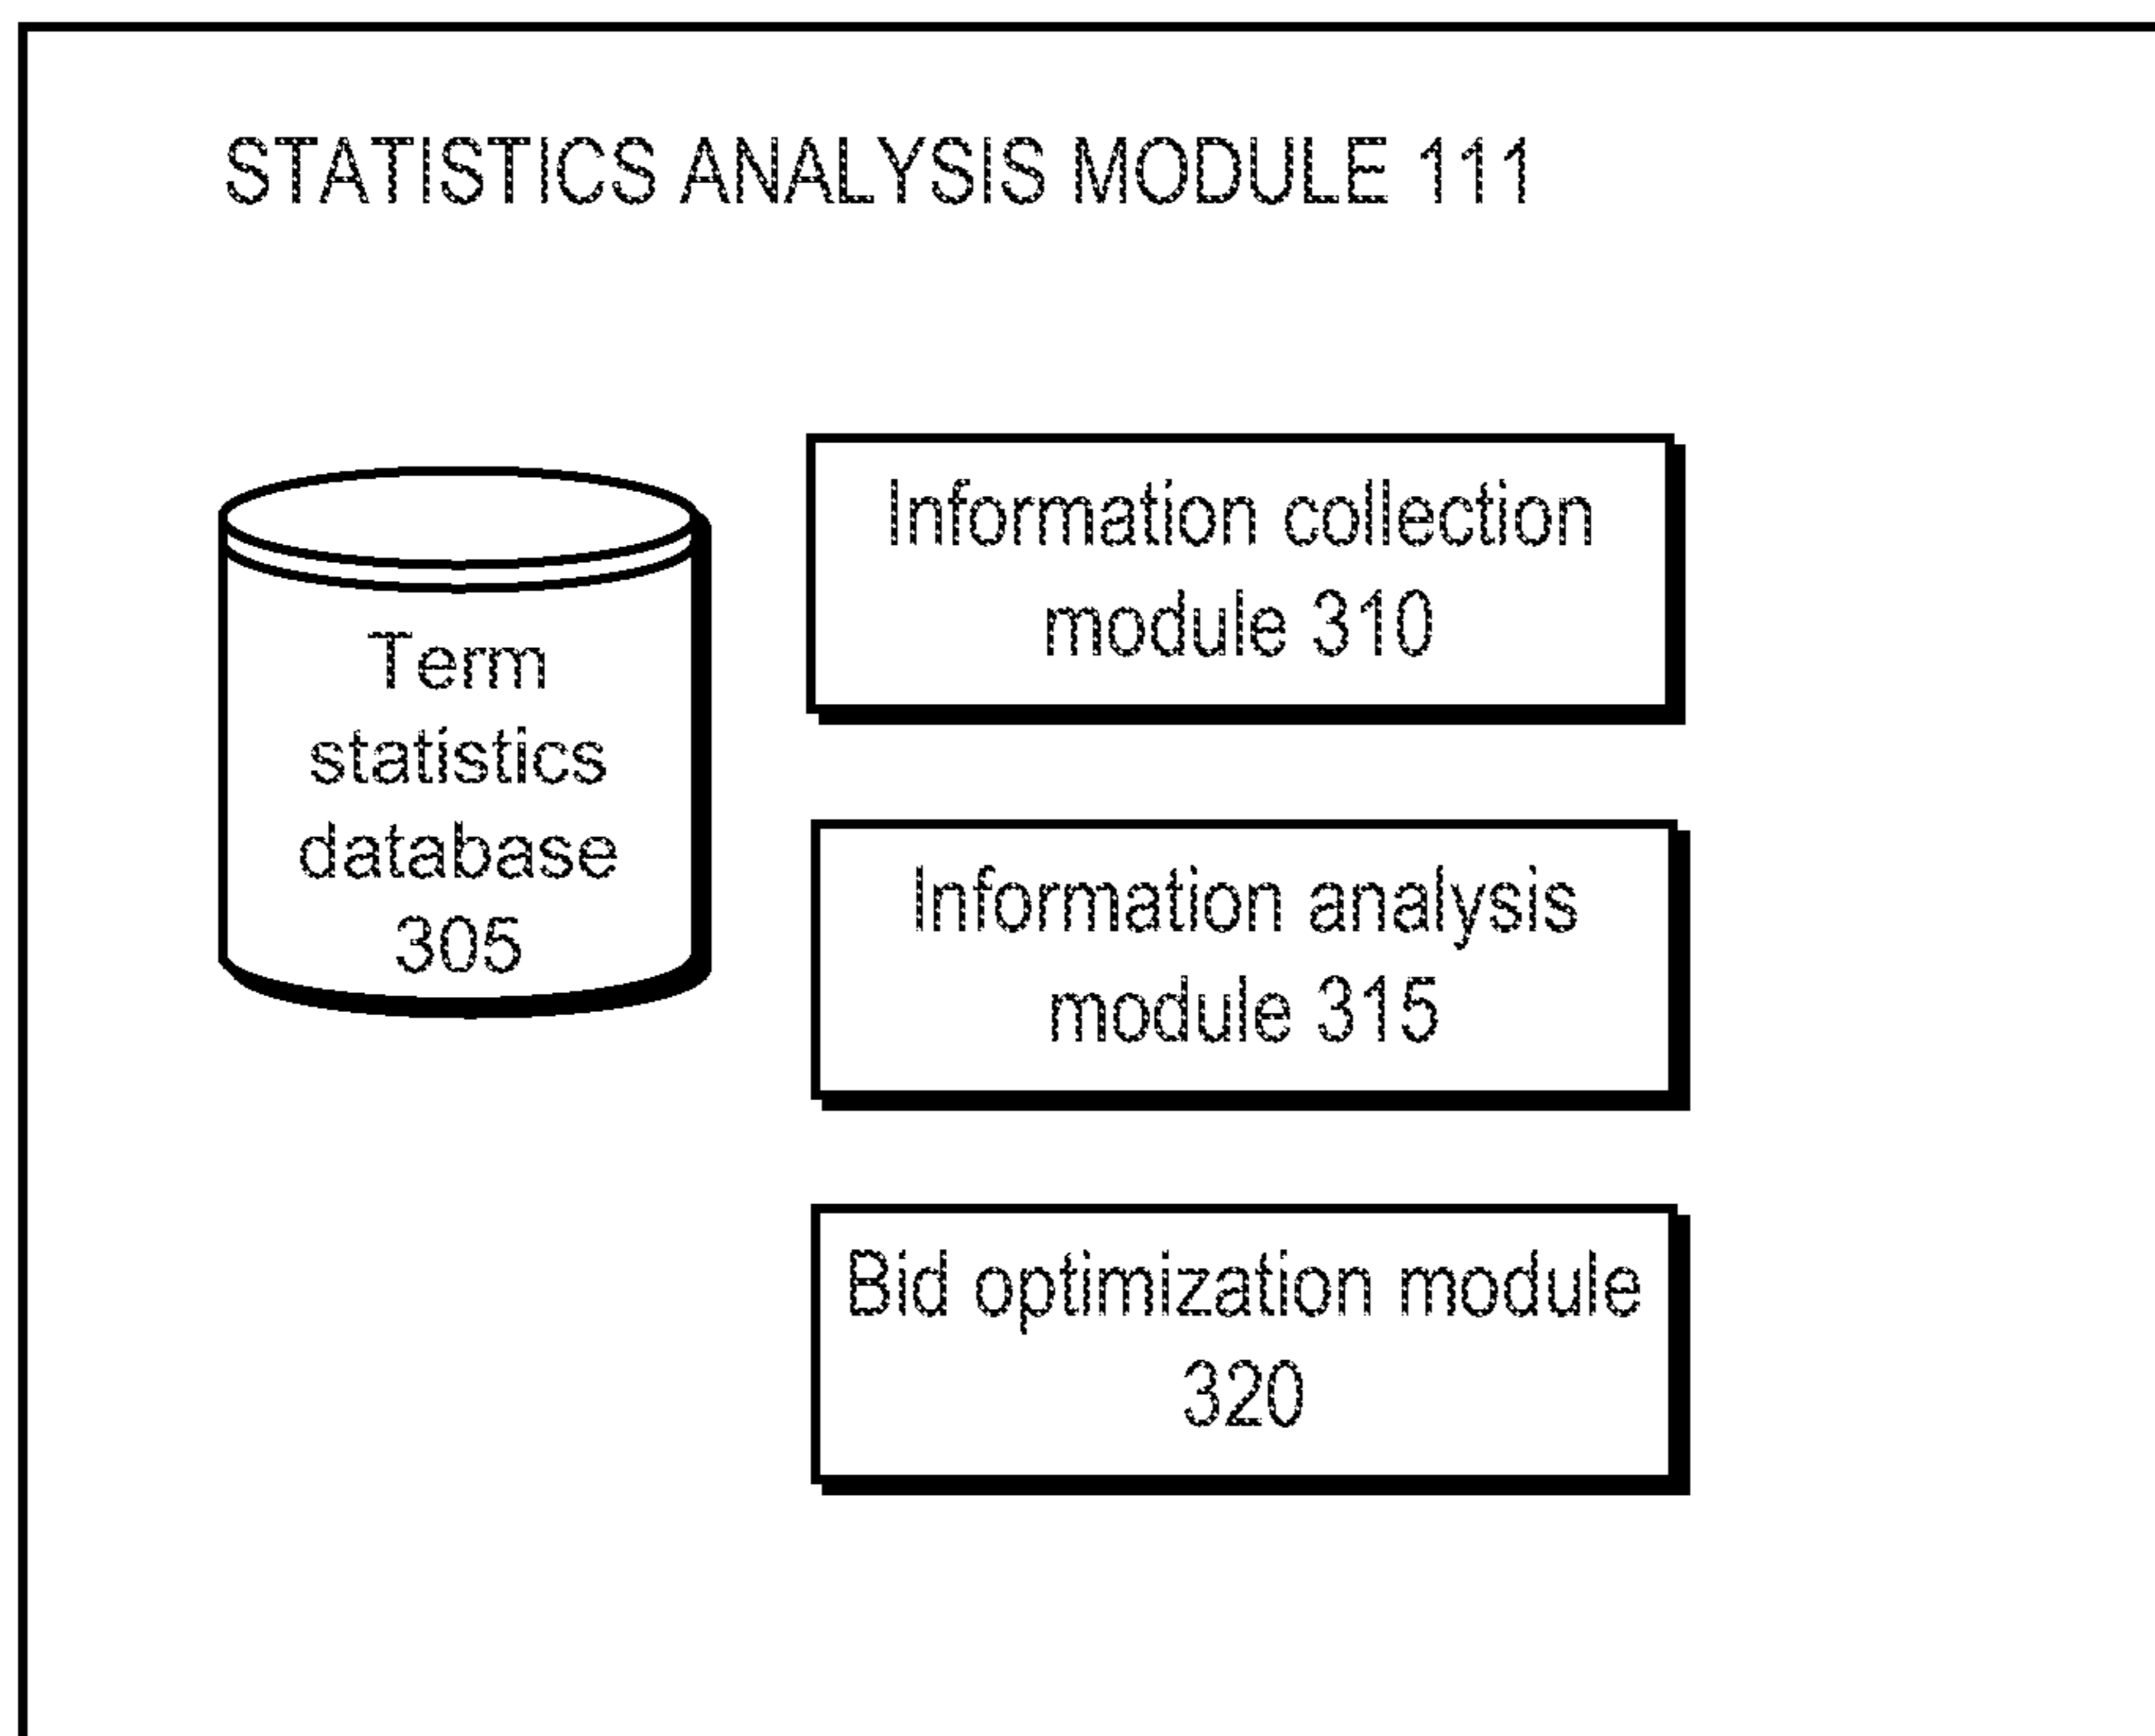 STATISTICS ANALYSIS MODULE 111
Term
statistics
database
305
Information collection
module 310
Information analysis
module 315
Bid optimization module
320